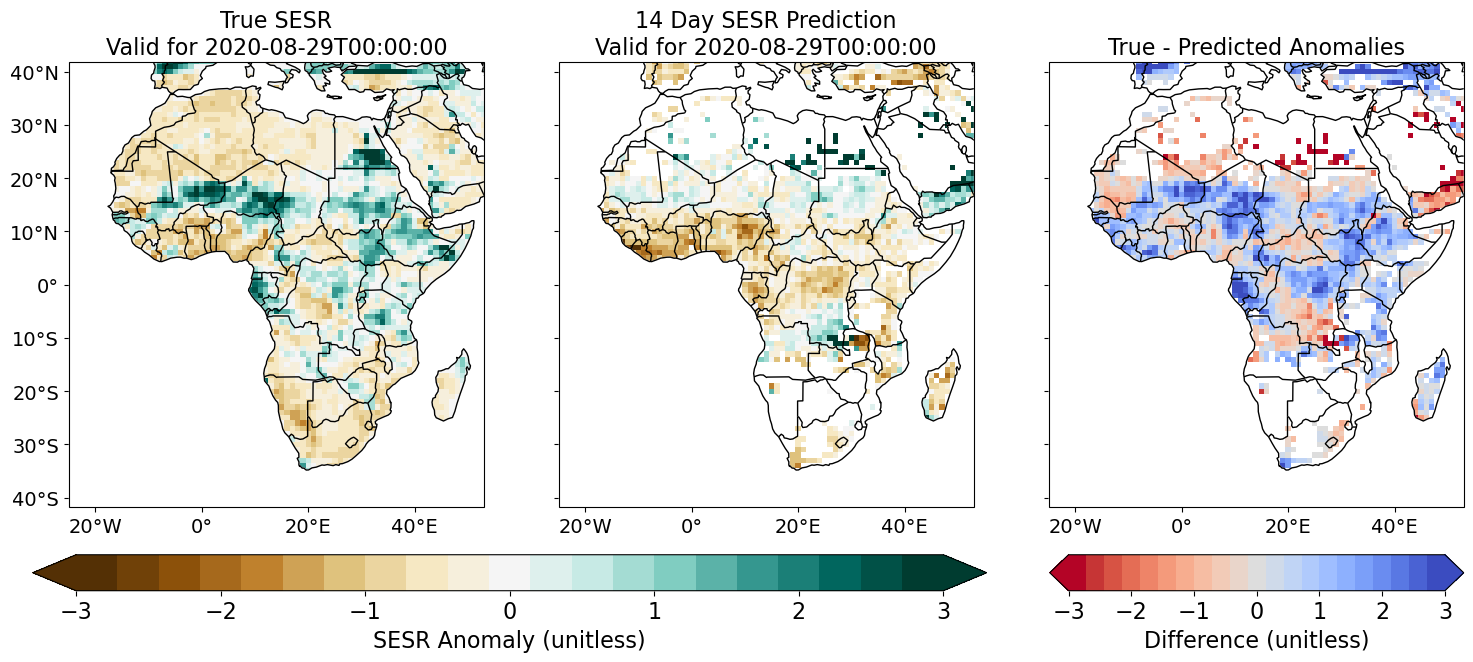 True SESR
Valid for 2020-08-29T00:00:00
14 Day SESR Prediction
Valid for 2020-08-29T00:00:00
True - Predicted Anomalies
40°N
30°N
20°N
10°N
0°
10°S
20°S
30°S
40°S
20°W 0° 20°E 40°E
20°W 0° 20°E 40°E
20°W 0° 20°E 40°E
−3 −2 −1 0 1 2 3
SESR Anomaly (unitless)
−3 −2 −1 0 1 2 3
Difference (unitless)